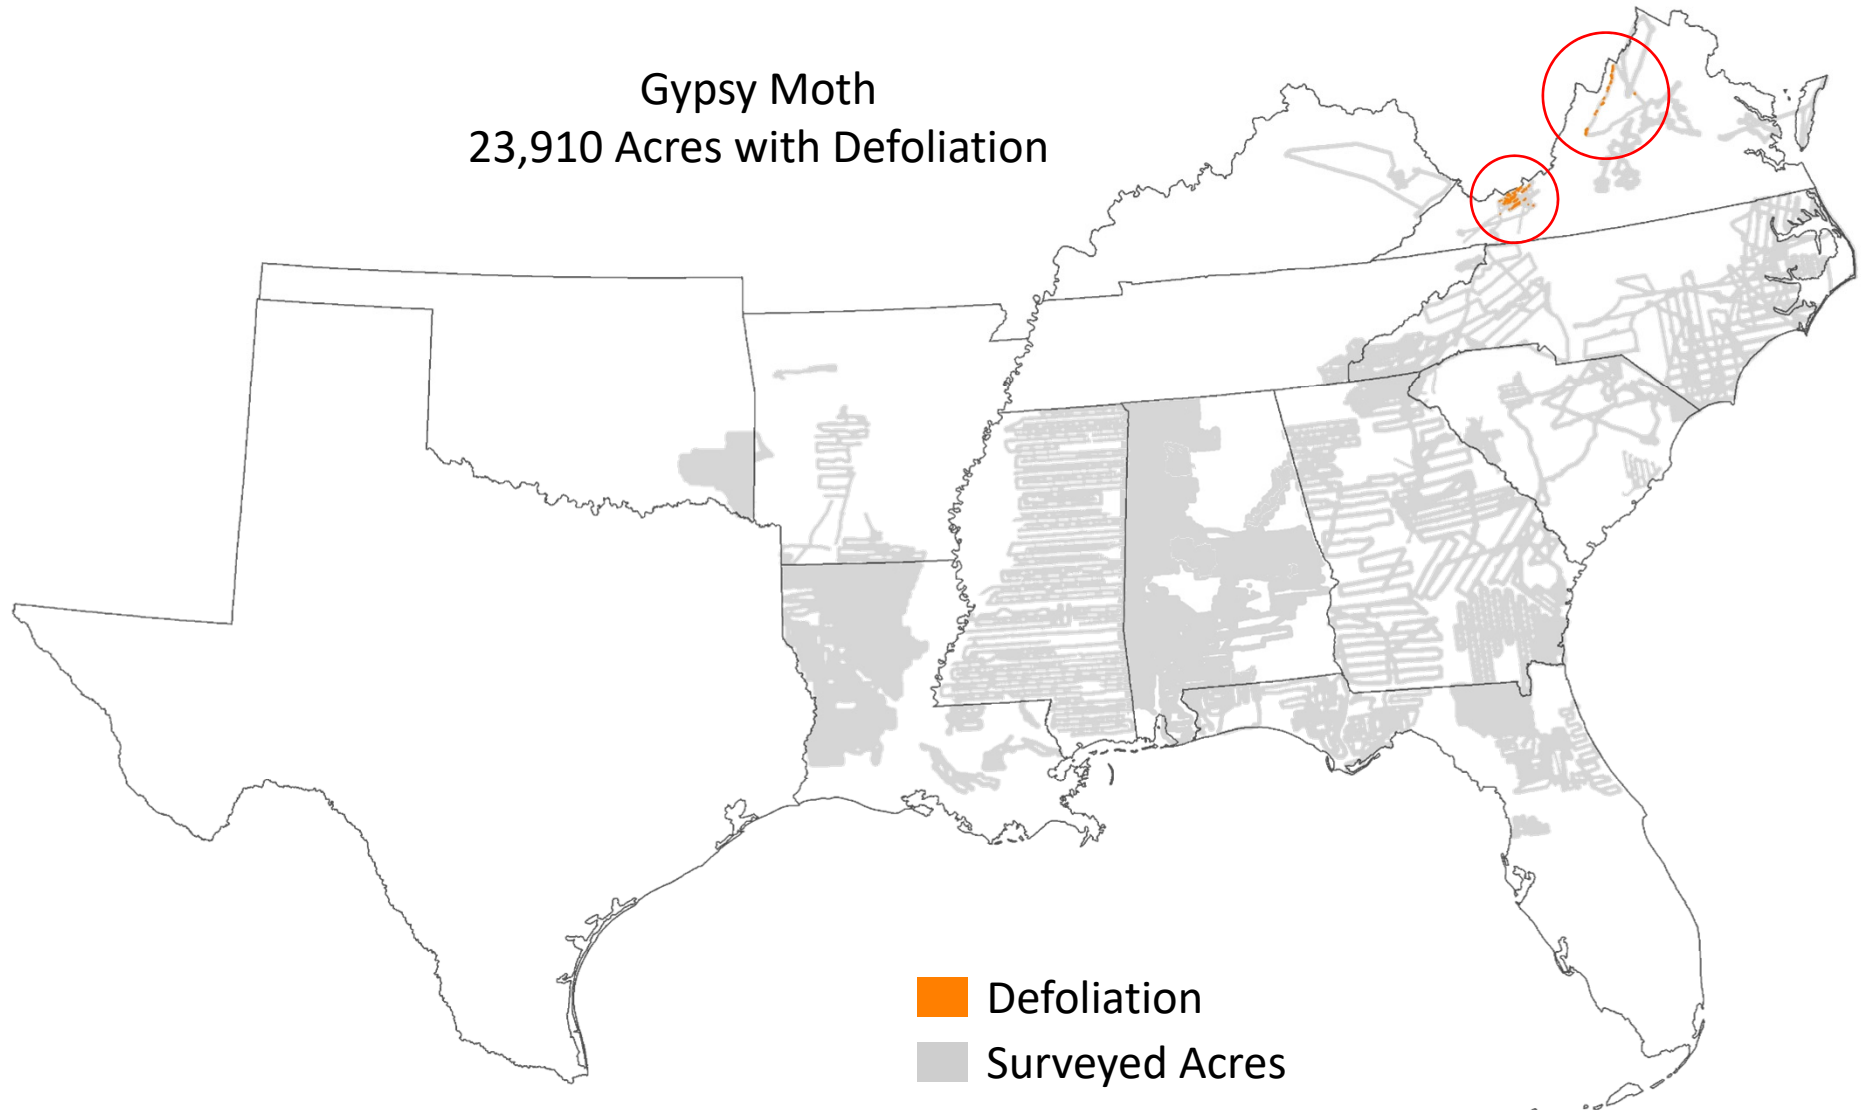 Gypsy Moth
23,910 Acres with Defoliation
Defoliation
Surveyed Acres